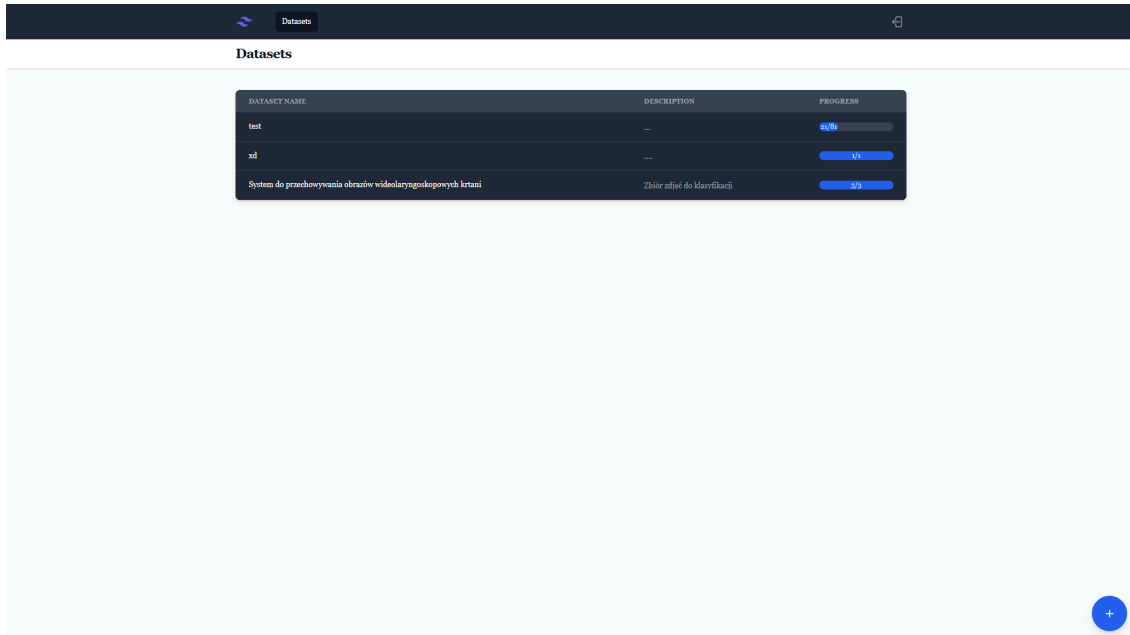 Datasets
Datasets
DATASET NAME DESCRIPTION PROGRESS
test ... 21/82
xd .... 1/1
System do przechowywania obrazów wideolaryngoskopowych krtani Zbiór zdjęć do klasyfikacji 3/3
+